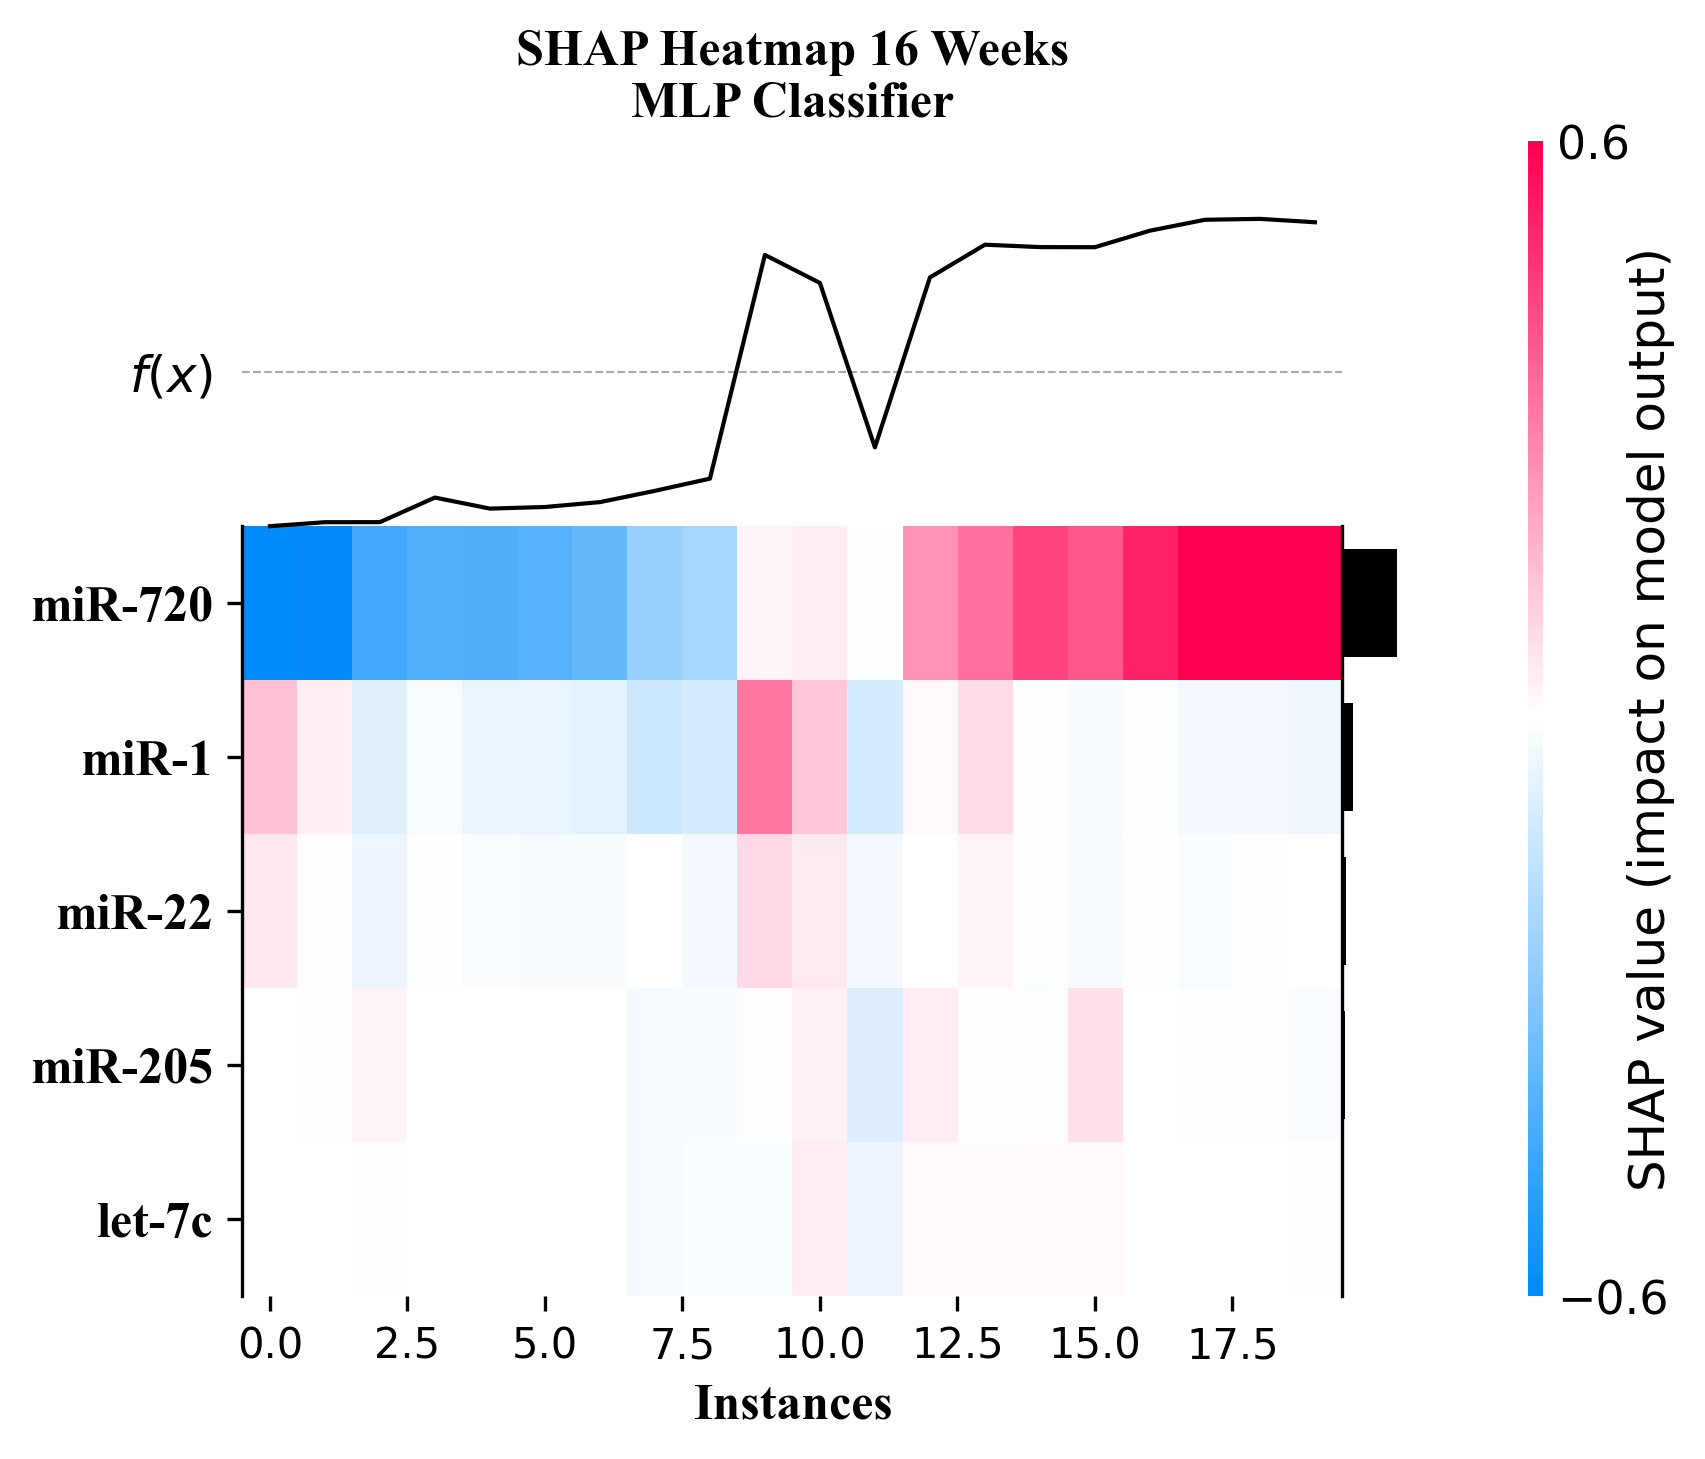 SHAP Heatmap 16 Weeks
MLP Classifier
f(x)
miR-720
miR-1
miR-22
miR-205
let-7c
0.0 2.5 5.0 7.5 10.0 12.5 15.0 17.5
Instances
0.6
−0.6
SHAP value (impact on model output)